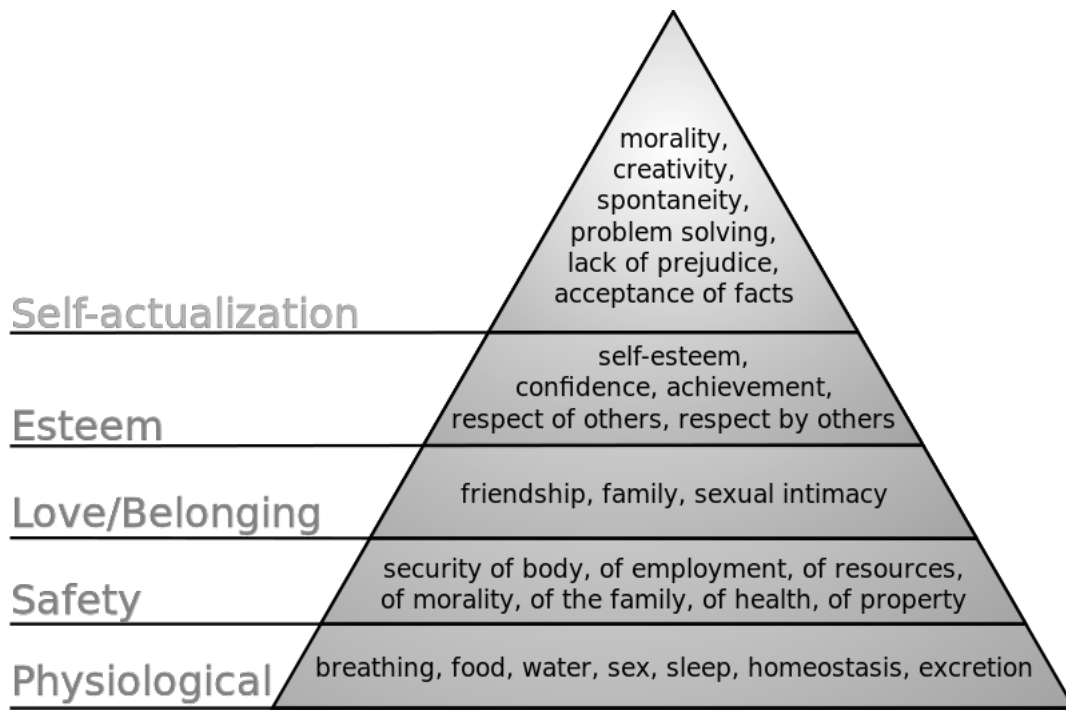 morality,
creativity,
spontaneity,
problem solving,
lack of prejudice,
acceptance of facts
Self-actualization
self-esteem,
confidence, achievement,
respect of others, respect by others
Esteem
friendship, family, sexual intimacy
Love/Belonging
security of body, of employment, of resources,
of morality, of the family, of health, of property
Safety
breathing, food, water, sex, sleep, homeostasis, excretion
Physiological